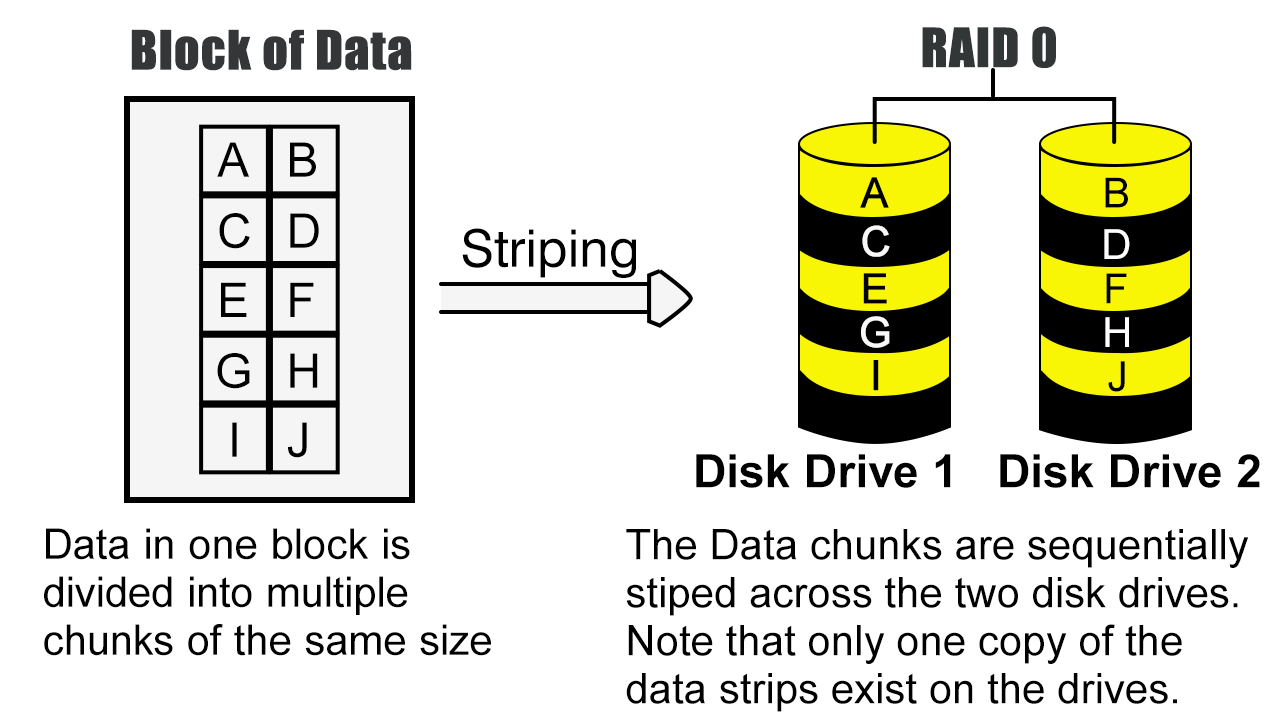 Block of Data
A B
C D
E F
G H
I J
Data in one block is
divided into multiple
chunks of the same size
Striping
RAID 0
A
C
E
G
I
Disk Drive 1
B
D
F
H
J
Disk Drive 2
The Data chunks are sequentially
stiped across the two disk drives.
Note that only one copy of the
data strips exist on the drives.